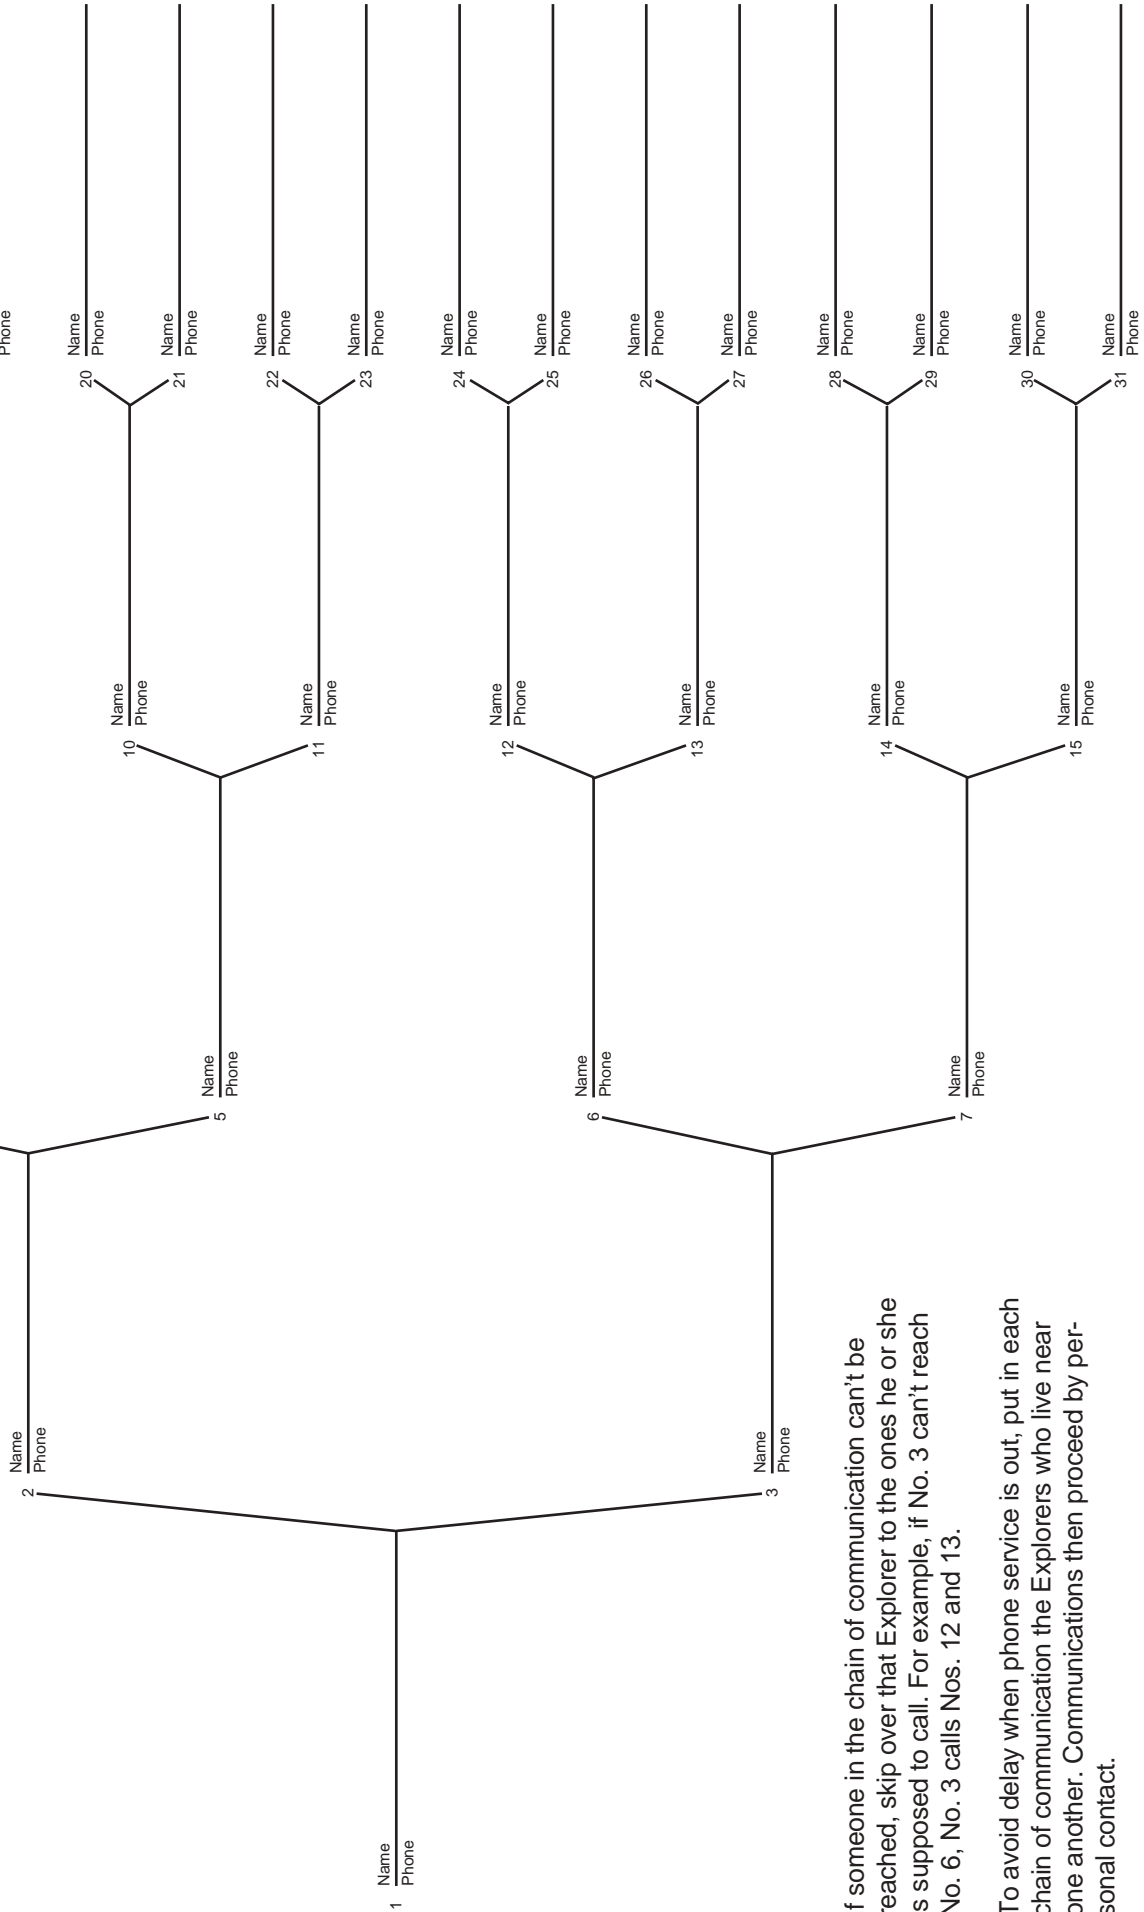 Phone
1 Name
Phone
2 Name
Phone
3 Name
Phone
5 Name
Phone
6 Name
Phone
7 Name
Phone
10 Name
Phone
11 Name
Phone
12 Name
Phone
13 Name
Phone
14 Name
Phone
15 Name
Phone
20 Name
Phone
21 Name
Phone
22 Name
Phone
23 Name
Phone
24 Name
Phone
25 Name
Phone
26 Name
Phone
27 Name
Phone
28 Name
Phone
29 Name
Phone
30 Name
Phone
31 Name
Phone
f someone in the chain of communication can't be
reached, skip over that Explorer to the ones he or she
s supposed to call. For example, if No. 3 can't reach
No. 6, No. 3 calls Nos. 12 and 13.
To avoid delay when phone service is out, put in each
chain of communication the Explorers who live near
one another. Communications then proceed by per-
sonal contact.